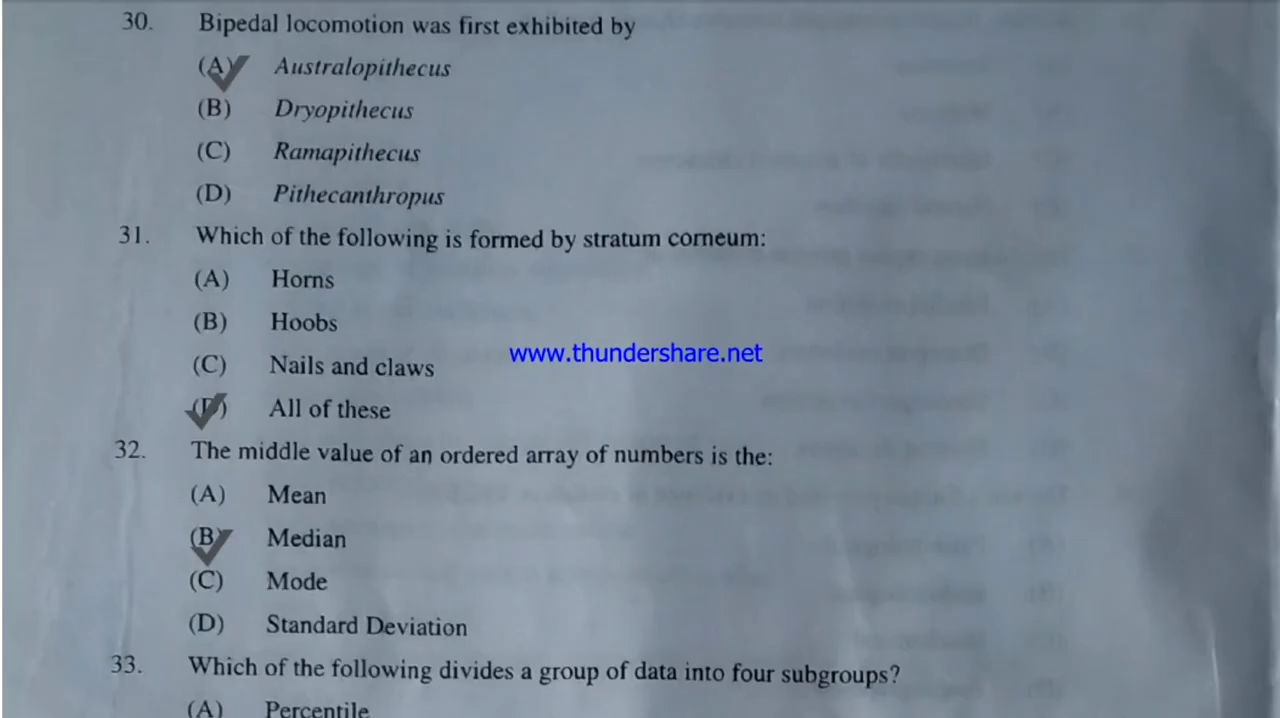 30. Bipedal locomotion was first exhibited by
(A) Australopithecus
(B) Dryopithecus
(C) Ramapithecus
(D) Pithecanthropus
31. Which of the following is formed by stratum corneum:
(A) Horns
(B) Hoobs
www.thundershare.net
(C) Nails and claws
(D) All of these
32. The middle value of an ordered array of numbers is the:
(A) Mean
(B) Median
(C) Mode
(D) Standard Deviation
33. Which of the following divides a group of data into four subgroups?
(A) Percentile